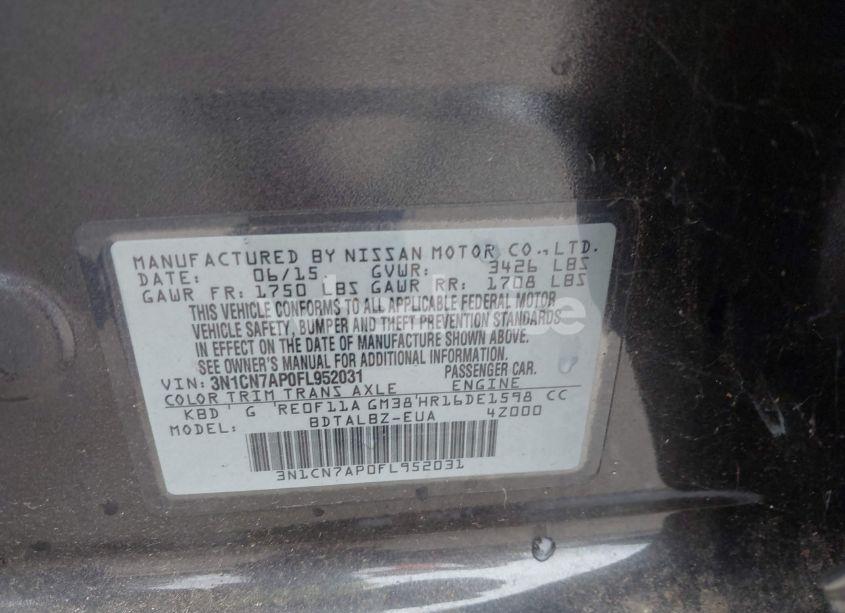 MANUFACTURED BY NISSAN MOTOR CO., LTD.
DATE: 06/15 GVWR: 3426 LBS
GAWR FR: 1750 LBS GAWR RR: 1708 LBS
THIS VEHICLE CONFORMS TO ALL APPLICABLE FEDERAL MOTOR
VEHICLE SAFETY, BUMPER AND THEFT PREVENTION STANDARDS
IN EFFECT ON THE DATE OF MANUFACTURE SHOWN ABOVE.
SEE OWNER'S MANUAL FOR ADDITIONAL INFORMATION.
VIN: 3N1CN7AP0FL952031 PASSENGER CAR.
COLOR TRIM TRANS AXLE ENGINE
KBD ' G 'RE0F11A GM38'HR16DE1598 CC
MODEL: BDTALBZ-EUA 4Z000
3N1CN7AP0FL952031